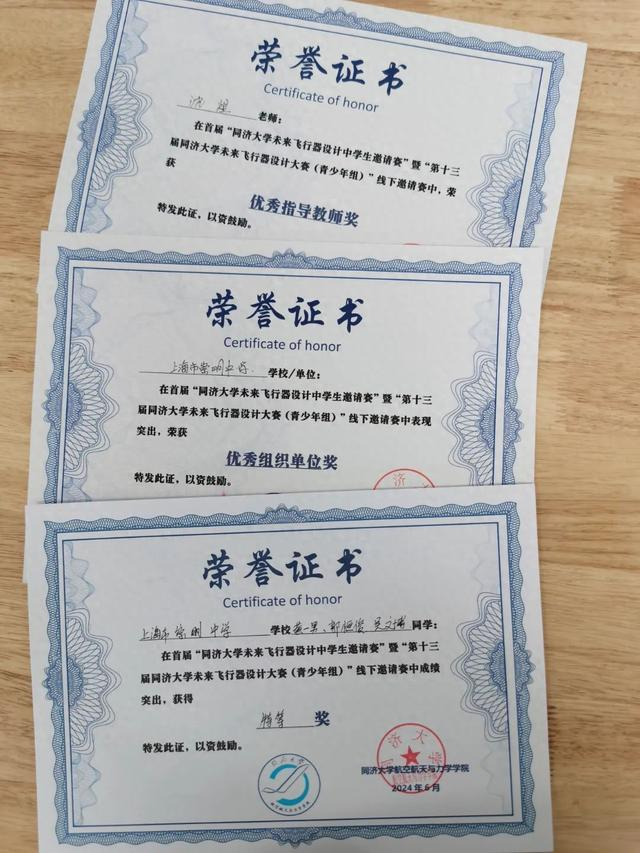 荣誉证书
Certificate of honor
老师：
在首届“同济大学未来飞行器设计中学生邀请赛”暨“第十三
届同济大学未来飞行器设计大赛（青少年组）”线下邀请赛中，荣
获
优秀指导教师奖
特发此证，以资鼓励。
荣誉证书
Certificate of honor
上海市崇明中学 学校/单位：
在首届“同济大学未来飞行器设计中学生邀请赛”暨“第十三
届同济大学未来飞行器设计大赛（青少年组）”线下邀请赛中表现
突出，荣获
优秀组织单位奖
特发此证，以资鼓励。
济大
荣誉证书
Certificate of honor
上海市崇明中学 学校 同学：
在首届“同济大学未来飞行器设计中学生邀请赛”暨“第十三
届同济大学未来飞行器设计大赛（青少年组）”线下邀请赛中成绩
突出，获得
特等 奖
特发此证，以资鼓励。
同济大学
同济大学航空航天与力学学院
2024年6月